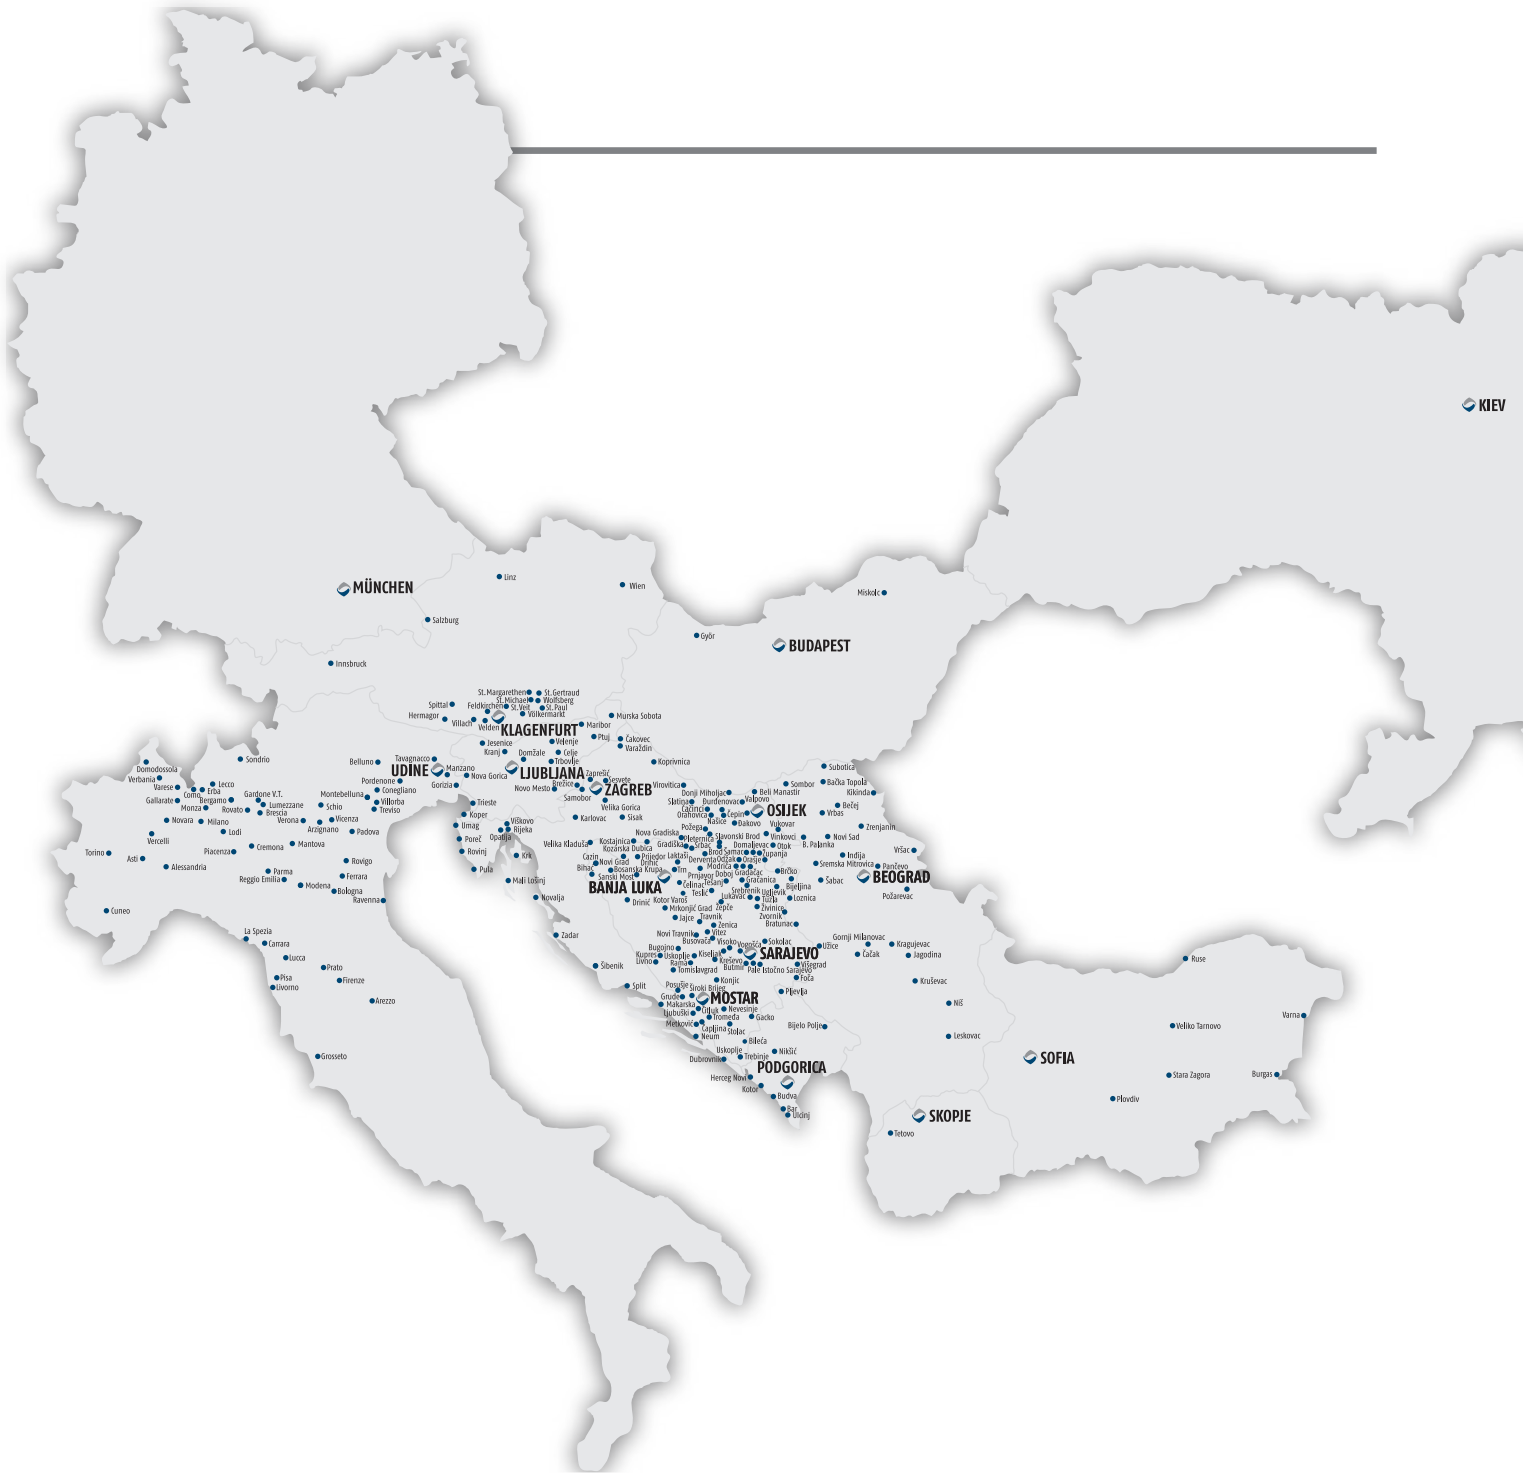 KIEV
MÜNCHEN
Linz
Wien
Salzburg
Innsbruck
Miskolc
Györ
BUDAPEST
St. Margarethen
St. Gertraud
St. Michael
Wolfsberg
Spittal
Feldkirchen
St. Veit
St. Paul
Hermagor
Villach
Velden
Völkermarkt
KLAGENFURT
Murska Sobota
Maribor
Ptuj
Čakovec
Varaždin
Jesenice
Velenje
Kranj
Domžale
Celje
Trbovlje
LJUBLJANA
Koprivnica
Tavagnacco
UDINE
Manzano
Nova Gorica
Gorizia
Belluno
Pordenone
Conegliano
Montebelluna
Villorba
Treviso
Sondrio
Domodossola
Verbania
Varese
Lecco
Como
Erba
Gallarate
Bergamo
Gardone V.T.
Lumezzane
Monza
Rovato
Brescia
Schio
Novara
Milano
Verona
Vicenza
Arzignano
Padova
Lodi
Vercelli
Cremona
Mantova
Torino
Asti
Piacenza
Alessandria
Rovigo
Parma
Ferrara
Reggio Emilia
Modena
Bologna
Ravenna
Cuneo
La Spezia
Carrara
Lucca
Prato
Pisa
Firenze
Livorno
Arezzo
Grosseto
Zaprešić
Sesvete
Brežice
Novo Mesto
Samobor
ZAGREB
Velika Gorica
Virovitica
Trieste
Koper
Umag
Viškovo
Rijeka
Opatija
Poreč
Rovinj
Krk
Pula
Mali Lošinj
Novalja
Zadar
Šibenik
Split
Karlovac
Sisak
Donji Miholjac
Beli Manastir
Slatina
Đurđenovac
Valpovo
Čačinci
Orahovica
Čepin
OSIJEK
Našice
Đakovo
Vukovar
Požega
Pleternica
Slavonski Brod
Vinkovci
Nova Gradiska
Velika Kladuša
Kostajnica
Gradiška
Srbac
Domaljevac
Otok
Kozarska Dubica
Brod
Šamac
Županja
Cazin
Novi Grad
Prijedor
Laktaši
Derventa
Odžak
Orasje
Bihać
Bosanska Krupa
Trn
Modriča
Sanski Most
Prnjavor
Doboj
Gradačac
Brčko
BANJA LUKA
Čelinac
Tešanj
Gračanica
Teslić
Srebrenik
Ugljevik
Bijeljina
Drinić
Kotor Varoš
Lukavac
Tuzla
Loznica
Mrkonjić Grad
Žepče
Živinice
Zvornik
Jajce
Travnik
Zenica
Bratunac
Novi Travnik
Vitez
Busovača
Visoko
Vogošća
Sokolac
Bugojno
Kupres
Uskoplje
Kiseljak
SARAJEVO
Livno
Rama
Kreševo
Butmir
Pale
Istočno Sarajevo
Višegrad
Tomislavgrad
Foča
Konjic
Posušje
Siroki Brijeg
Pljevlja
Grude
MOSTAR
Makarska
Čitluk
Nevesinje
Ljubuški
Tromeđa
Gacko
Metković
Čapljina
Stolac
Bijelo Polje
Neum
Bileća
Uskoplje
Nikšić
Dubrovnik
Trebinje
PODGORICA
Herceg Novi
Kotor
Budva
Bar
Ulcinj
Subotica
Sombor
Bačka Topola
Kikinda
Bečej
Vrbas
Zrenjanin
Novi Sad
B. Palanka
Inđija
Vršac
Sremska Mitrovica
Pančevo
BEOGRAD
Šabac
Požarevac
Gornji Milanovac
Užice
Kragujevac
Čačak
Jagodina
Kruševac
Niš
Leskovac
Ruse
Varna
Veliko Tarnovo
SOFIA
Stara Zagora
Burgas
Plovdiv
SKOPJE
Tetovo